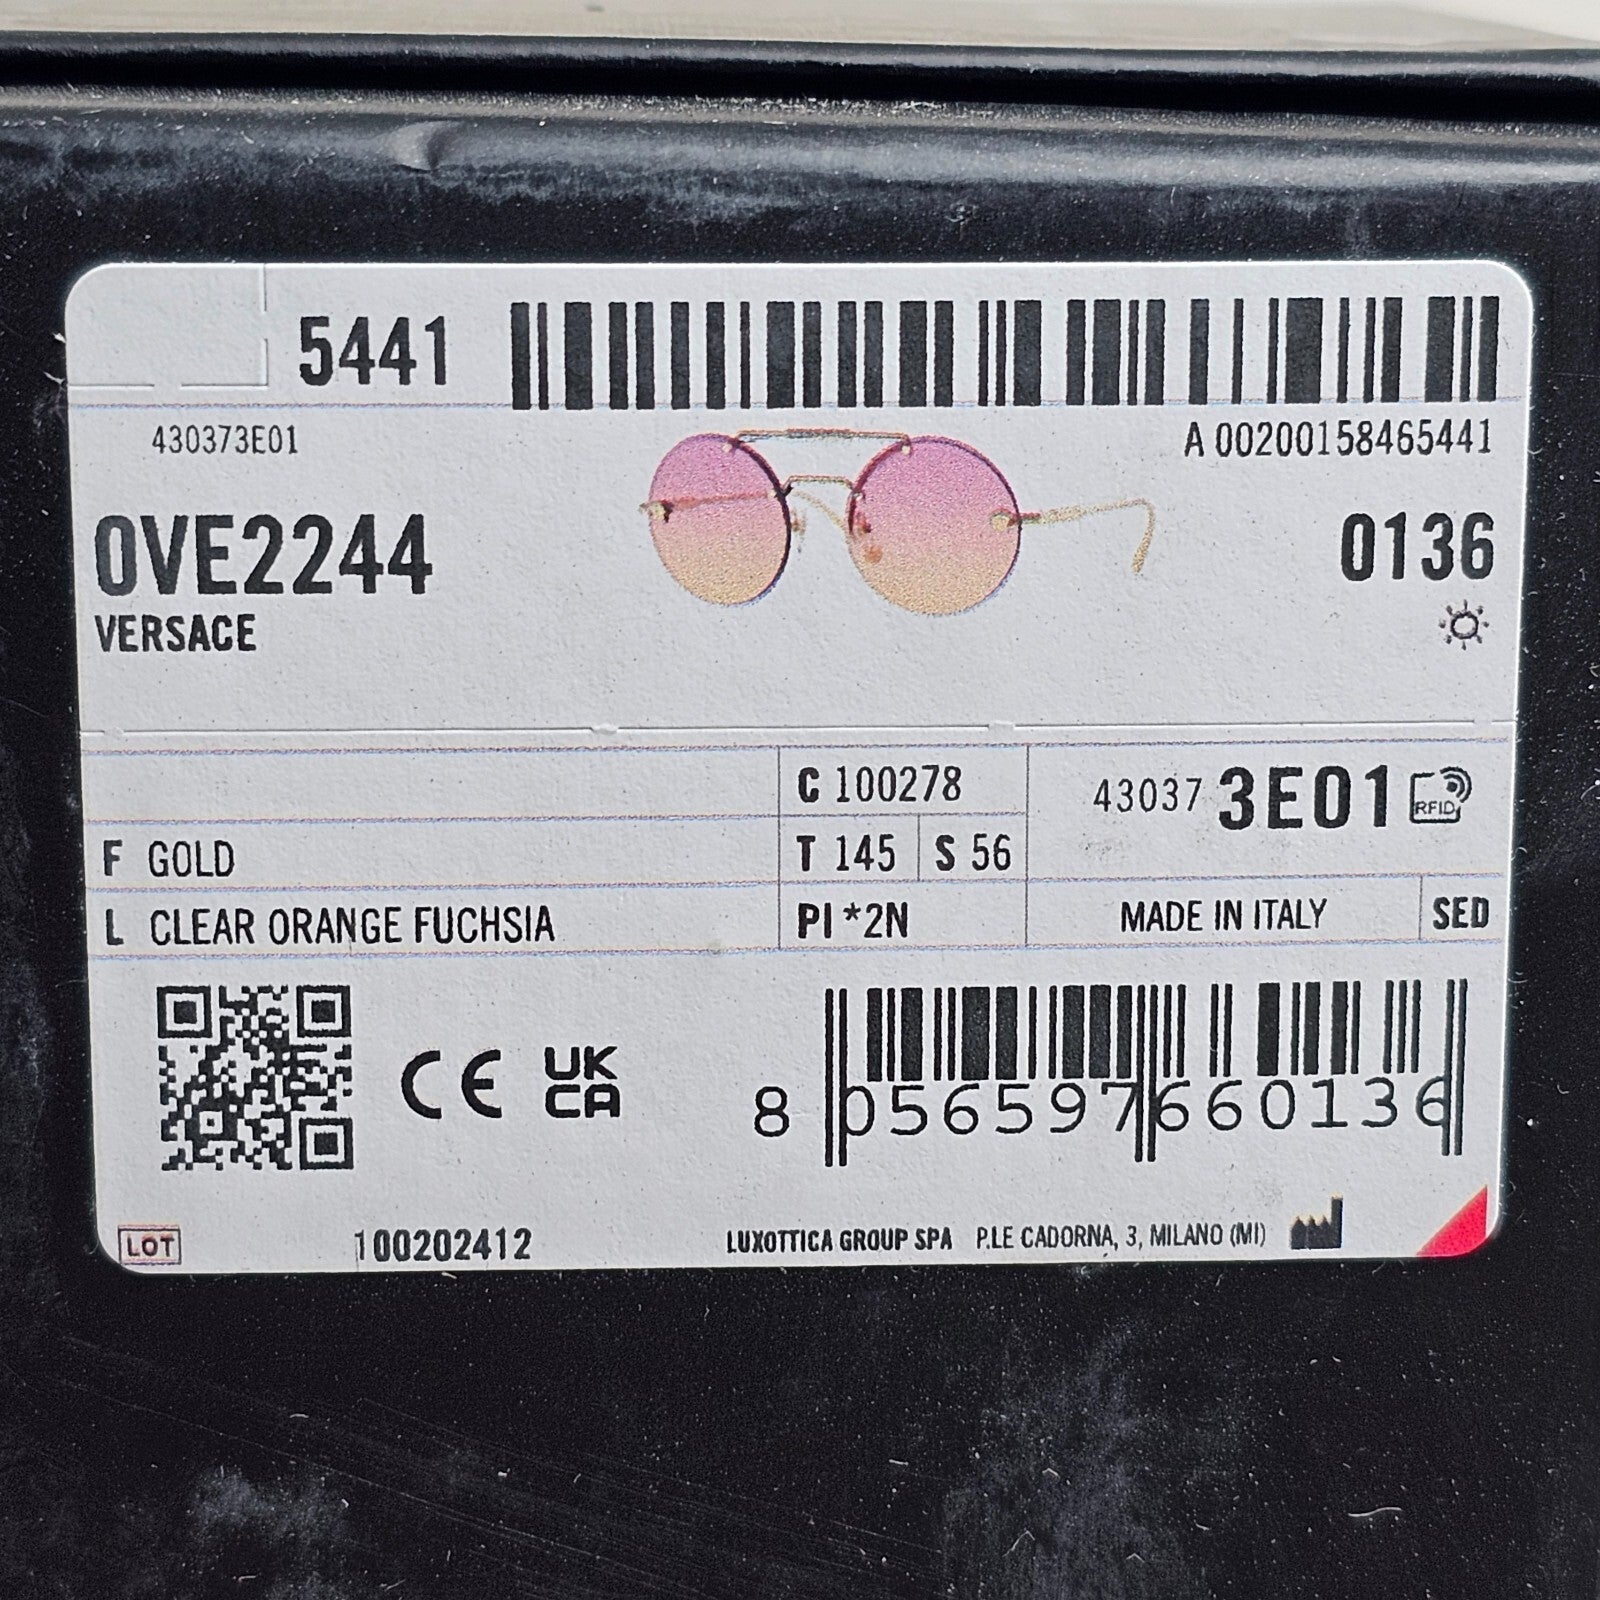 5441
430373E01
A 00200158465441
0VE2244
0136
VERSACE
C 100278
43037 3E01 RFID
F GOLD
T 145 S 56
L CLEAR ORANGE FUCHSIA
PI *2N
MADE IN ITALY
SED
CE UK CA
8 056597 660136
LOT
100202412
LUXOTTICA GROUP SPA P.LE CADORNA, 3, MILANO (MI)